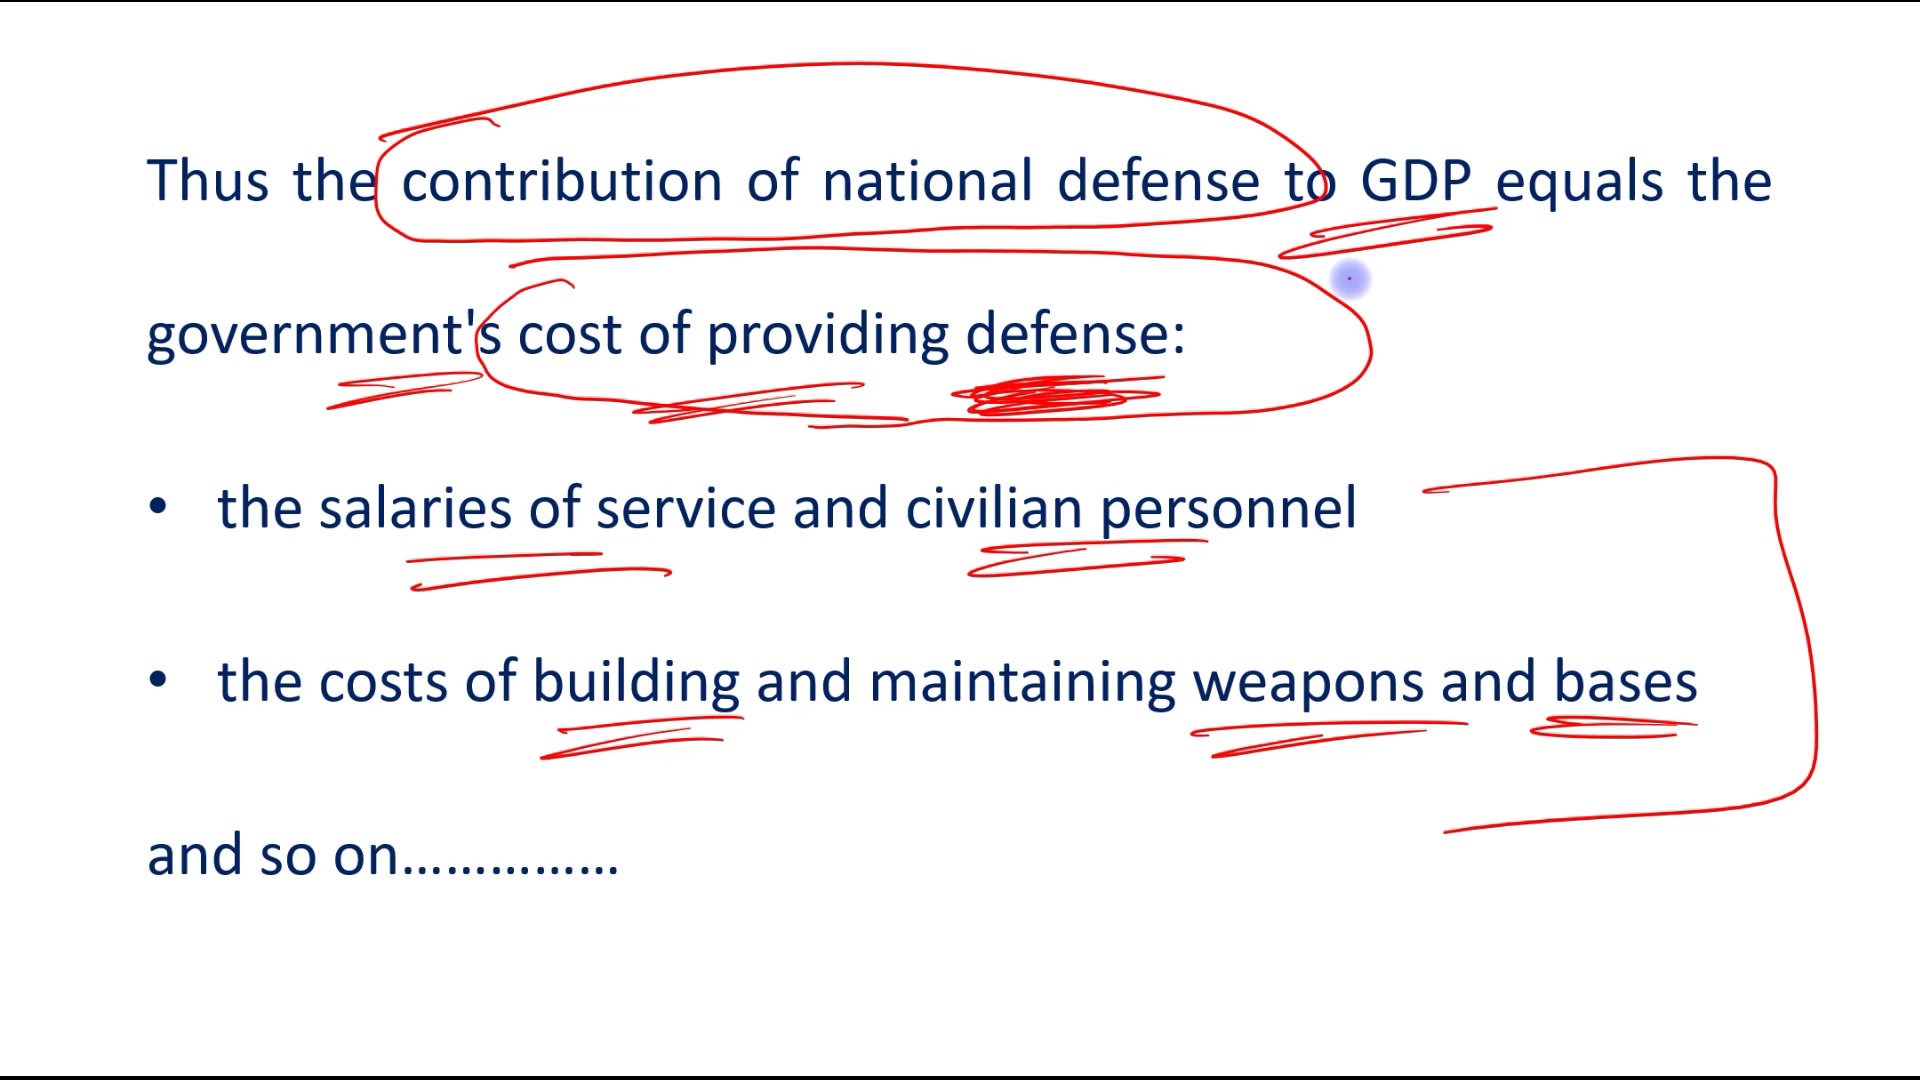 Thus the contribution of national defense to GDP equals the
government's cost of providing defense:
• the salaries of service and civilian personnel
• the costs of building and maintaining weapons and bases
and so on……………